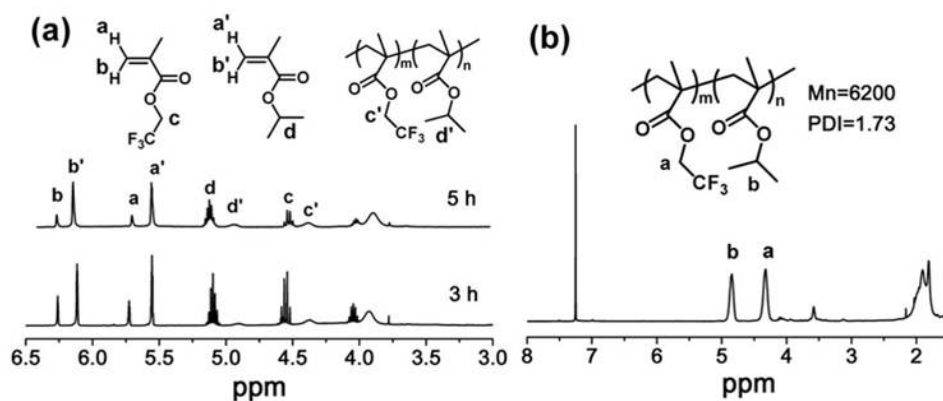 (a)
a
H
b
H
O
O
c
F₃C
a'
H
b'
H
O
O
d
m
n
O
O
O
O
c'
CF₃
d'
b
b'
a
a'
d
d'
c
c'
5 h
3 h
6.5 6.0 5.5 5.0 4.5 4.0 3.5 3.0
ppm
(b)
m
n
O
O
O
O
a
CF₃
b
Mn=6200
PDI=1.73
b
a
8 7 6 5 4 3 2
ppm